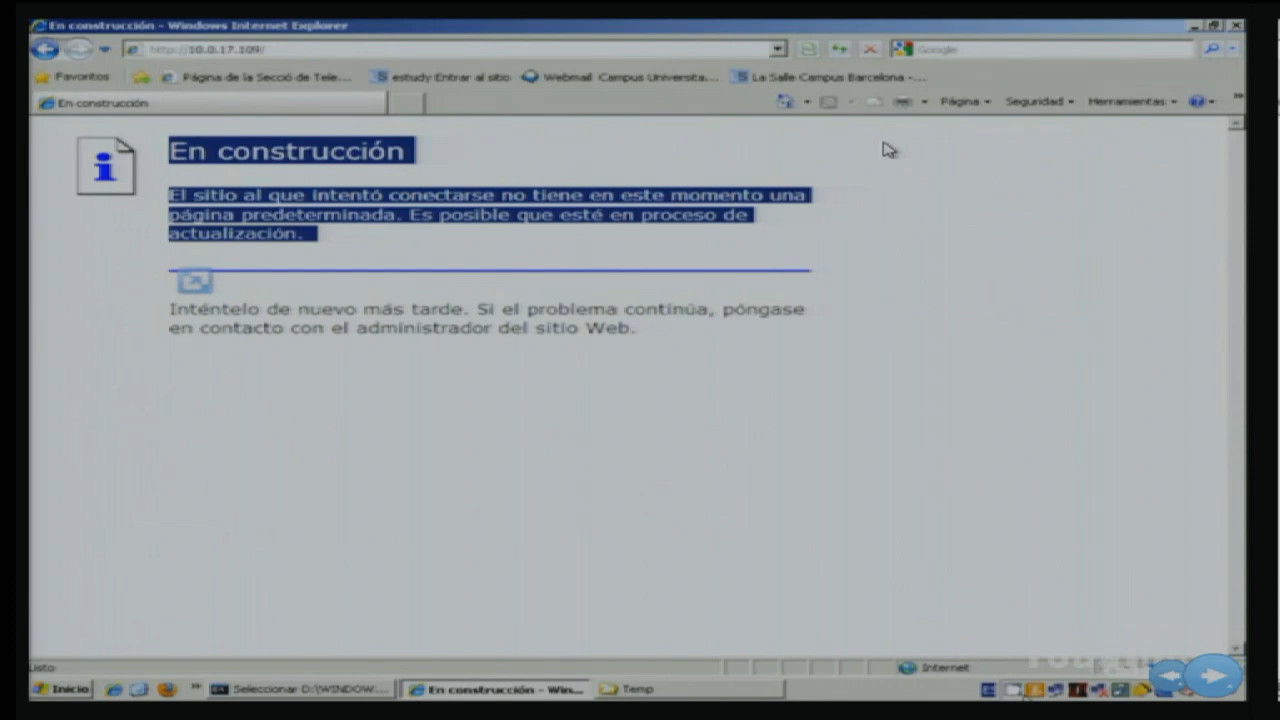 En construcción - Windows Internet Explorer
http://10.0.17.109/
Google
Favoritos
Página de la Secció de Tele...
estudy Entrar al sitio
Webmail Campus Universita...
La Salle Campus Barcelona -...
En construcción
Página
Seguridad
Herramientas
En construcción
El sitio al que intentó conectarse no tiene en este momento una
página predeterminada. Es posible que esté en proceso de
actualización.
Inténtelo de nuevo más tarde. Si el problema continúa, póngase
en contacto con el administrador del sitio Web.
Listo
Internet
Inicio
Seleccionar D:\WINDOW...
En construcción - Win...
Temp